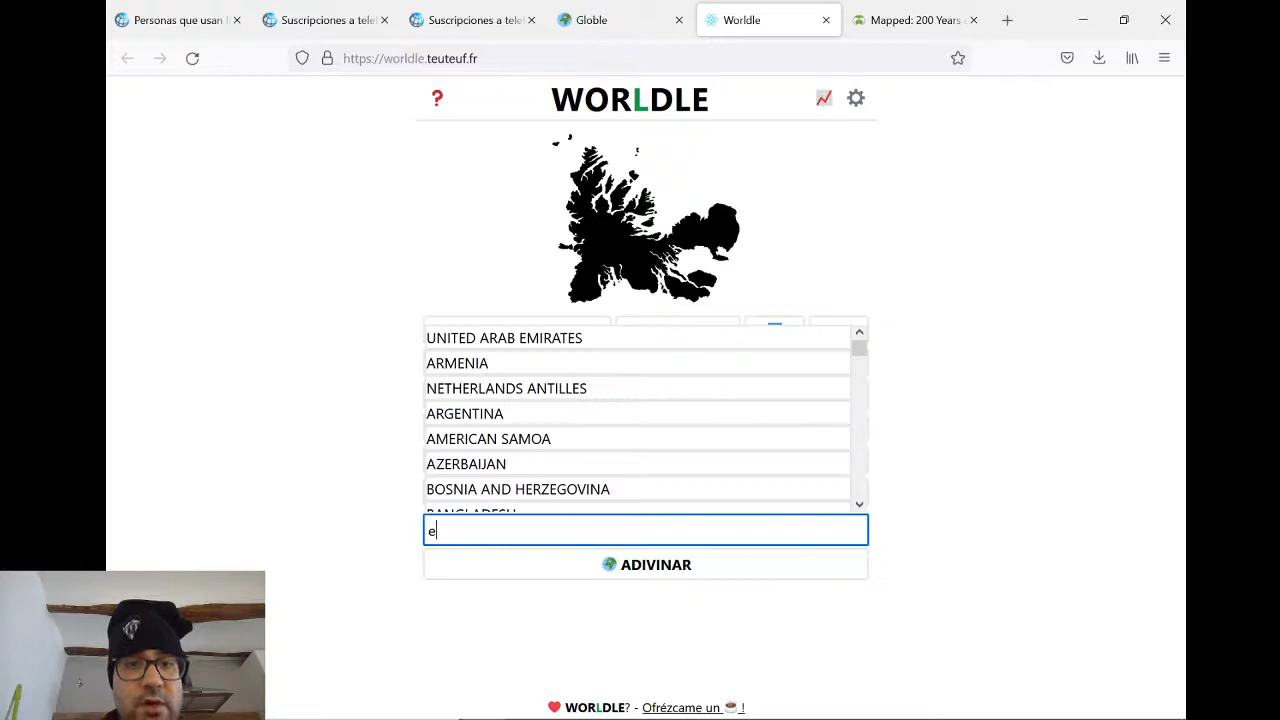 Personas que usan I
Suscripciones a tele
Suscripciones a tele
Globle
Worldle
Mapped: 200 Years
https://worldle.teuteuf.fr
?
WORLDLE
UNITED ARAB EMIRATES
ARMENIA
NETHERLANDS ANTILLES
ARGENTINA
AMERICAN SAMOA
AZERBAIJAN
BOSNIA AND HERZEGOVINA
BANGLADESH
e
ADIVINAR
WORLDLE? - Ofrézcame un !